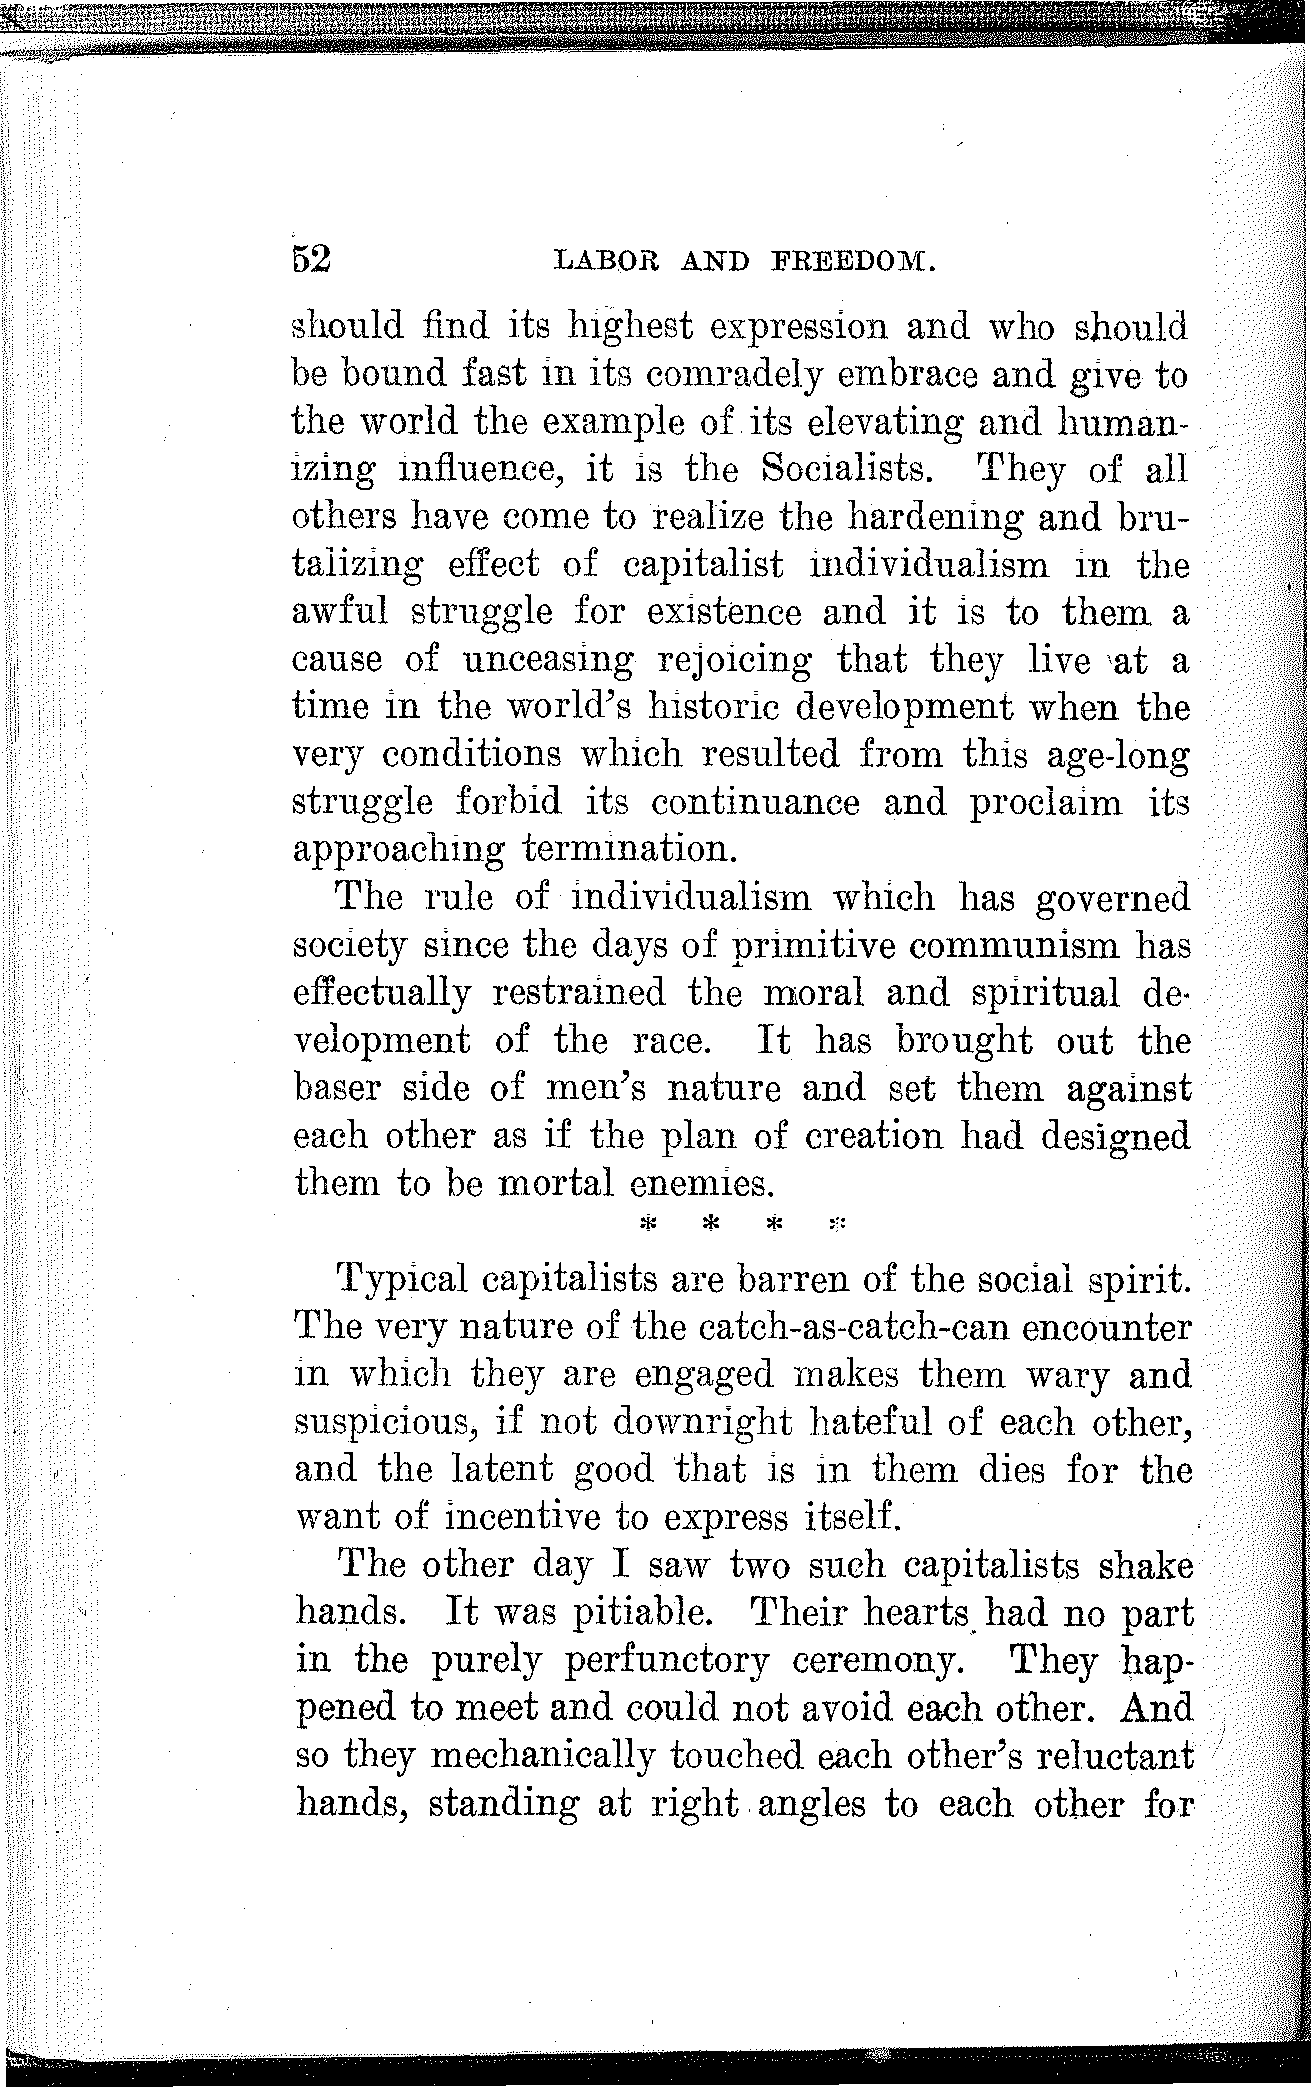 52 LABOR AND FREEDOM.
should find its highest expression and who should
be bound fast in its comradely embrace and give to
the world the example of its elevating and human-
izing influence, it is the Socialists. They of all
others have come to realize the hardening and bru-
talizing effect of capitalist individualism in the
awful struggle for existence and it is to them a
cause of unceasing rejoicing that they live at a
time in the world's historic development when the
very conditions which resulted from this age-long
struggle forbid its continuance and proclaim its
approaching termination.
The rule of individualism which has governed
society since the days of primitive communism has
effectually restrained the moral and spiritual de-
velopment of the race. It has brought out the
baser side of men's nature and set them against
each other as if the plan of creation had designed
them to be mortal enemies.
* * * *
Typical capitalists are barren of the social spirit.
The very nature of the catch-as-catch-can encounter
in which they are engaged makes them wary and
suspicious, if not downright hateful of each other,
and the latent good that is in them dies for the
want of incentive to express itself.
The other day I saw two such capitalists shake
hands. It was pitiable. Their hearts had no part
in the purely perfunctory ceremony. They hap-
pened to meet and could not avoid each other. And
so they mechanically touched each other's reluctant
hands, standing at right angles to each other for